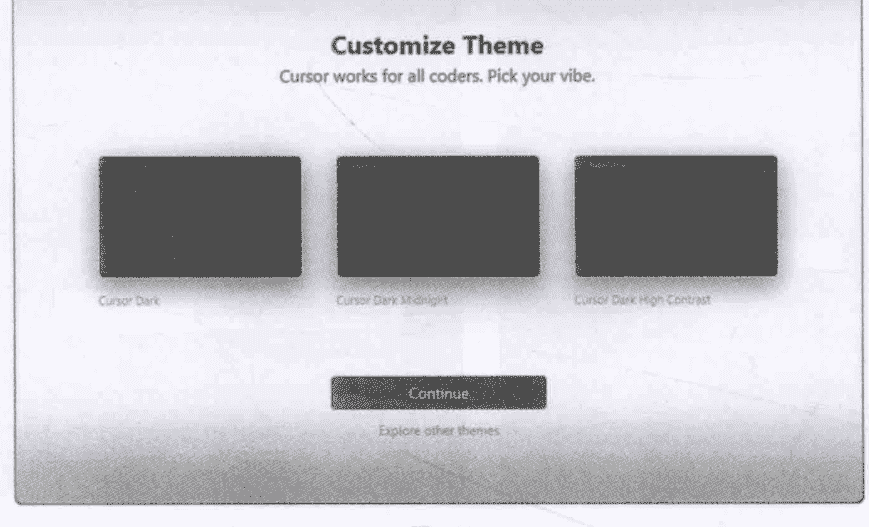 Customize Theme
Cursor works for all coders. Pick your vibe.
Cursor Dark
Cursor Dark Midnight
Cursor Dark High Contrast
Continue
Explore other themes